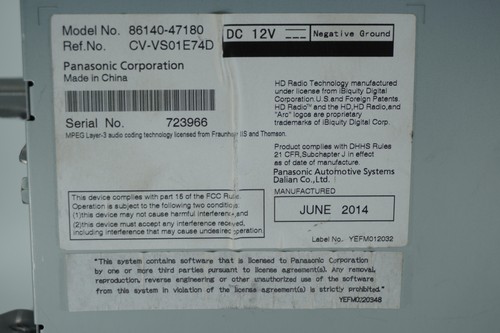 Model No. 86140-47180
Ref.No. CV-VS01E74D
Panasonic Corporation
Made in China
Serial No. 723966
MPEG Layer-3 audio coding technology licensed from Fraunhofer IIS and Thomson.
This device complies with part 15 of the FCC Rule
Operation is subject to the following two conditions
(1)this device may not cause harmful interference, and
(2)this device must accept any interference received,
including interference that may cause undesired operation.
DC 12V
Negative Ground
HD Radio Technology manufactured
under license from iBiquity Digital
Corporation U.S.and Foreign Patents.
HD Radio™ and the HD,HD Radio,and
"Arc" logos are proprietary
trademarks of iBiquity Digital Corp.
Product complies with DHHS Rules
21 CFR,Subchapter J in effect
as of date of manufacture.
Panasonic Automotive Systems
Dalian Co.,Ltd.
MANUFACTURED
JUNE 2014
Label No. YEFM012032
"This system contains software that is licensed to Panasonic Corporation
by one or more third parties pursuant to license agreement(s). Any removal,
reproduction, reverse engineering or other unauthorized use of the software
from this system in violation of the license agreement(s) is strictly prohibited."
YEFM0120348